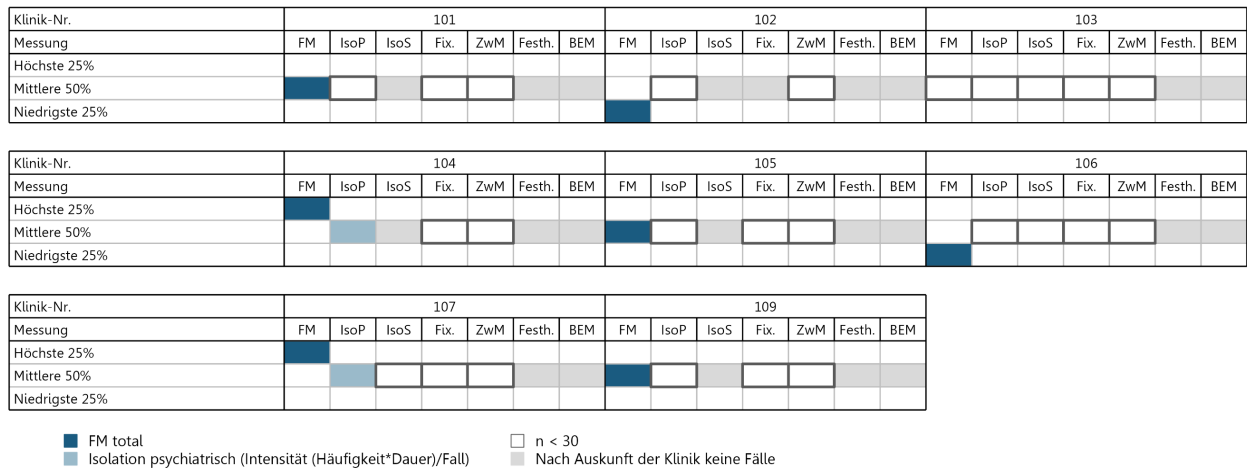 Klinik-Nr. 101 102 103
Messung FM IsoP IsoS Fix. ZwM Festh. BEM FM IsoP IsoS Fix. ZwM Festh. BEM FM IsoP IsoS Fix. ZwM Festh. BEM
Höchste 25%
Mittlere 50%
Niedrigste 25%
Klinik-Nr. 104 105 106
Messung FM IsoP IsoS Fix. ZwM Festh. BEM FM IsoP IsoS Fix. ZwM Festh. BEM FM IsoP IsoS Fix. ZwM Festh. BEM
Höchste 25%
Mittlere 50%
Niedrigste 25%
Klinik-Nr. 107 109
Messung FM IsoP IsoS Fix. ZwM Festh. BEM FM IsoP IsoS Fix. ZwM Festh. BEM
Höchste 25%
Mittlere 50%
Niedrigste 25%
FM total n < 30
Isolation psychiatrisch (Intensität (Häufigkeit*Dauer)/Fall) Nach Auskunft der Klinik keine Fälle